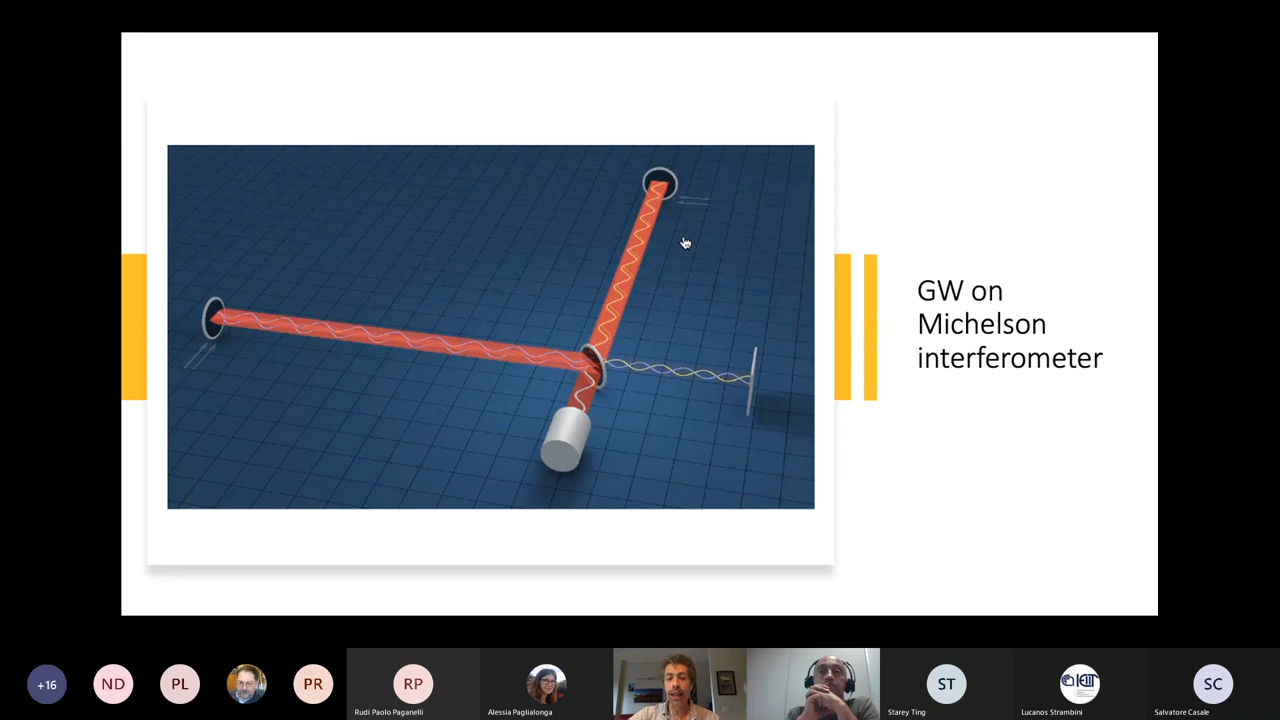 GW on
Michelson
interferometer
+16
ND
PL
PR
RP
Rudi Paolo Paganelli
Alessia Paglialonga
ST
Starey Ting
IEIIT
Lucanos Strambini
SC
Salvatore Casale